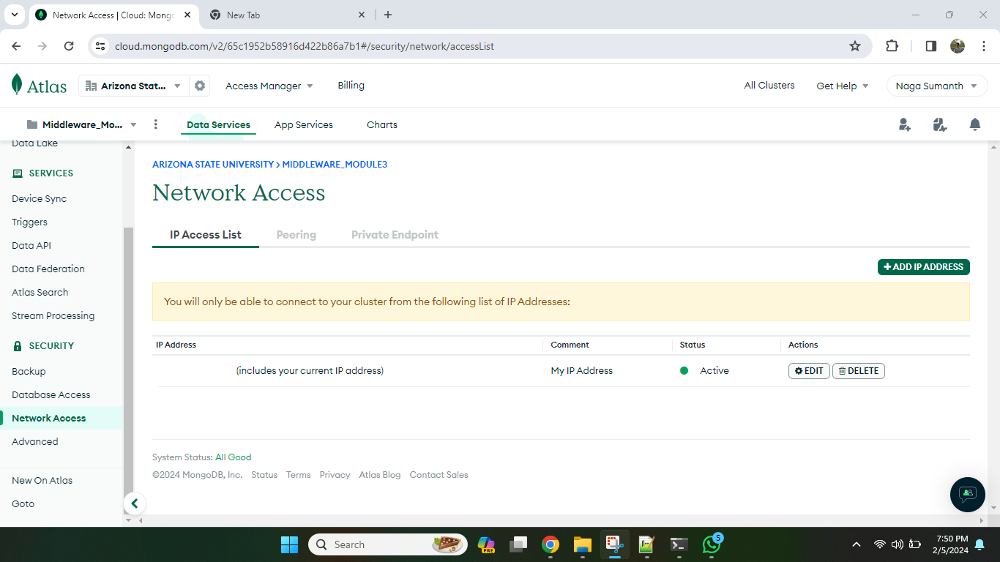 Network Access | Cloud: Mong
New Tab
cloud.mongodb.com/v2/65c1952b58916d422b86a7b1#/security/network/accessList
Atlas
Arizona Stat...
Access Manager
Billing
All Clusters
Get Help
Naga Sumanth
Middleware_Mo...
Data Services
App Services
Charts
Data Lake
SERVICES
Device Sync
Triggers
Data API
Data Federation
Atlas Search
Stream Processing
SECURITY
Backup
Database Access
Network Access
Advanced
New On Atlas
Goto
ARIZONA STATE UNIVERSITY > MIDDLEWARE_MODULE3
Network Access
IP Access List
Peering
Private Endpoint
+ ADD IP ADDRESS
You will only be able to connect to your cluster from the following list of IP Addresses:
IP Address Comment Status Actions
(includes your current IP address) My IP Address Active EDIT DELETE
System Status: All Good
©2024 MongoDB, Inc. Status Terms Privacy Atlas Blog Contact Sales
Search
PRE
5
7:50 PM
2/5/2024